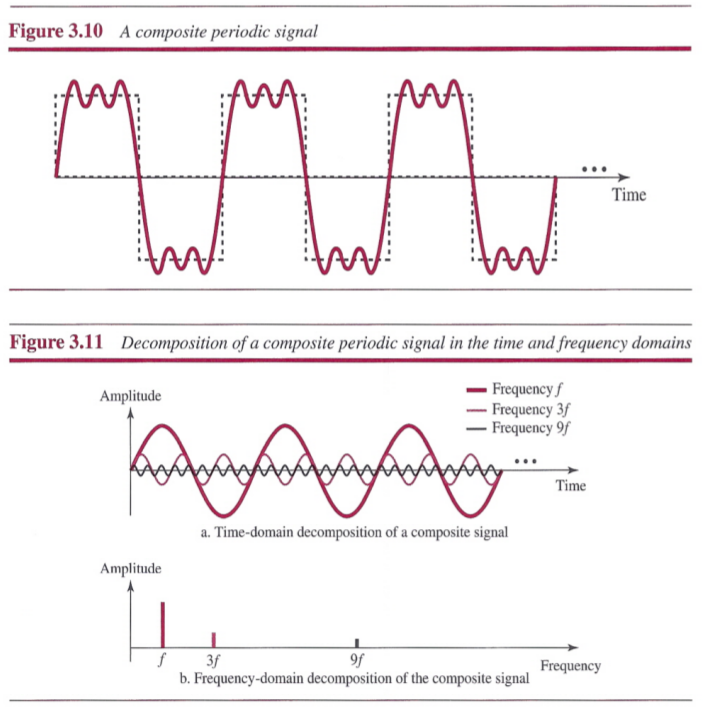 Figure 3.10 A composite periodic signal
Time
Figure 3.11 Decomposition of a composite periodic signal in the time and frequency domains
Amplitude
Frequency f
Frequency 3f
Frequency 9f
Time
a. Time-domain decomposition of a composite signal
Amplitude
f 3f 9f
Frequency
b. Frequency-domain decomposition of the composite signal